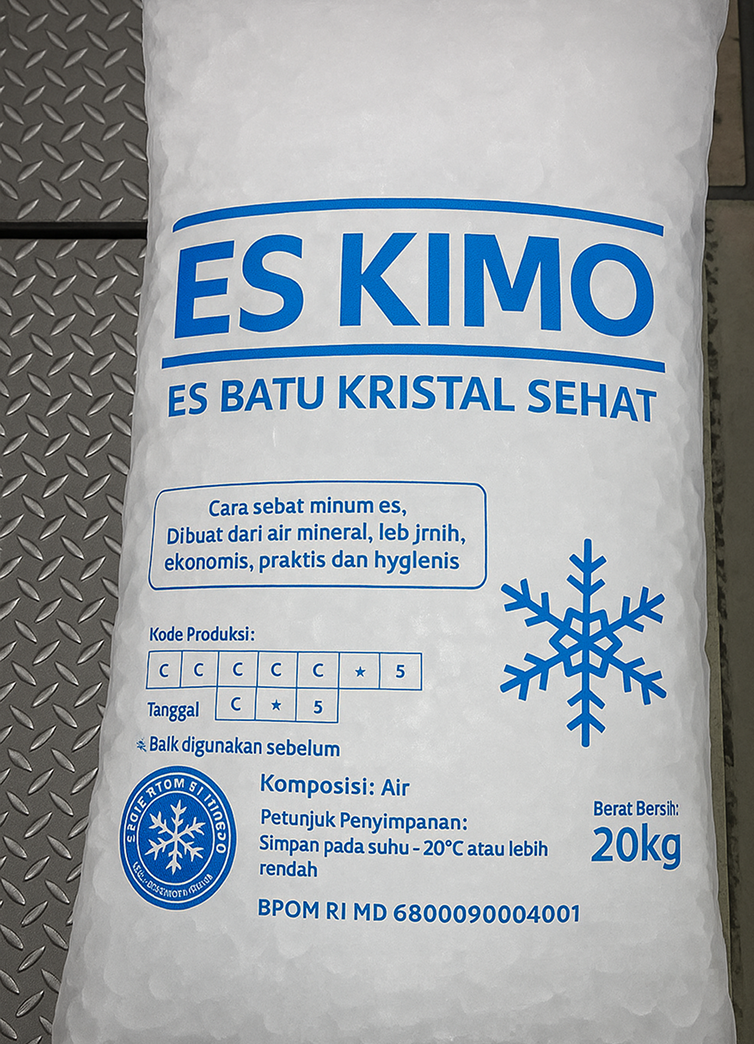 ES KIMO
ES BATU KRISTAL SEHAT
Cara sebat minum es,
Dibuat dari air mineral, leb jrnih,
ekonomis, praktis dan hyglenis
Kode Produksi:
C C C C C ★ 5
Tanggal C ★ 5
*Balk digunakan sebelum
Komposisi: Air
Petunjuk Penyimpanan:
Simpan pada suhu - 20°C atau lebih
rendah
Berat Bersih:
20kg
BPOM RI MD 6800090004001